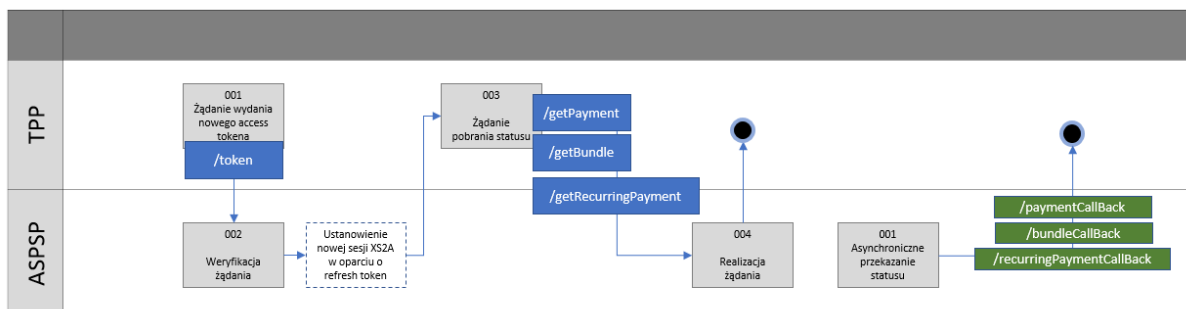 TPP
001
Żądanie wydania
nowego access
tokena
/token
003
Żądanie
pobrania statusu
/getPayment
/getBundle
/getRecurringPayment
ASPSP
002
Weryfikacja
żądania
Ustanowienie
nowej sesji XS2A
w oparciu o
refresh token
004
Realizacja
żądania
001
Asynchroniczne
przekazanie
statusu
/paymentCallBack
/bundleCallBack
/recurringPaymentCallBack